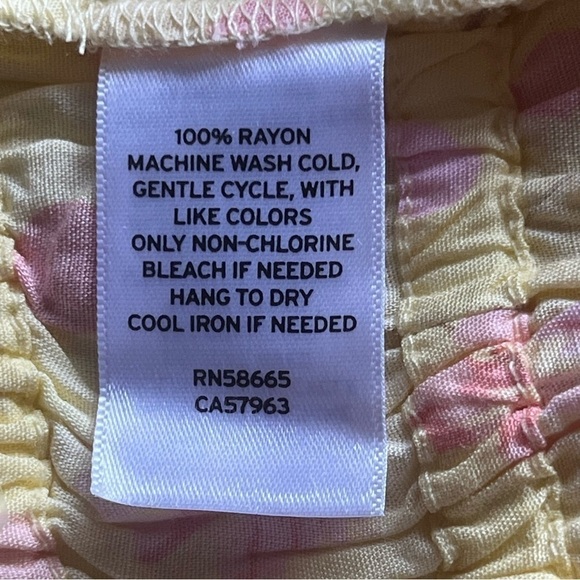 100% RAYON
MACHINE WASH COLD,
GENTLE CYCLE, WITH
LIKE COLORS
ONLY NON-CHLORINE
BLEACH IF NEEDED
HANG TO DRY
COOL IRON IF NEEDED
RN58665
CA57963